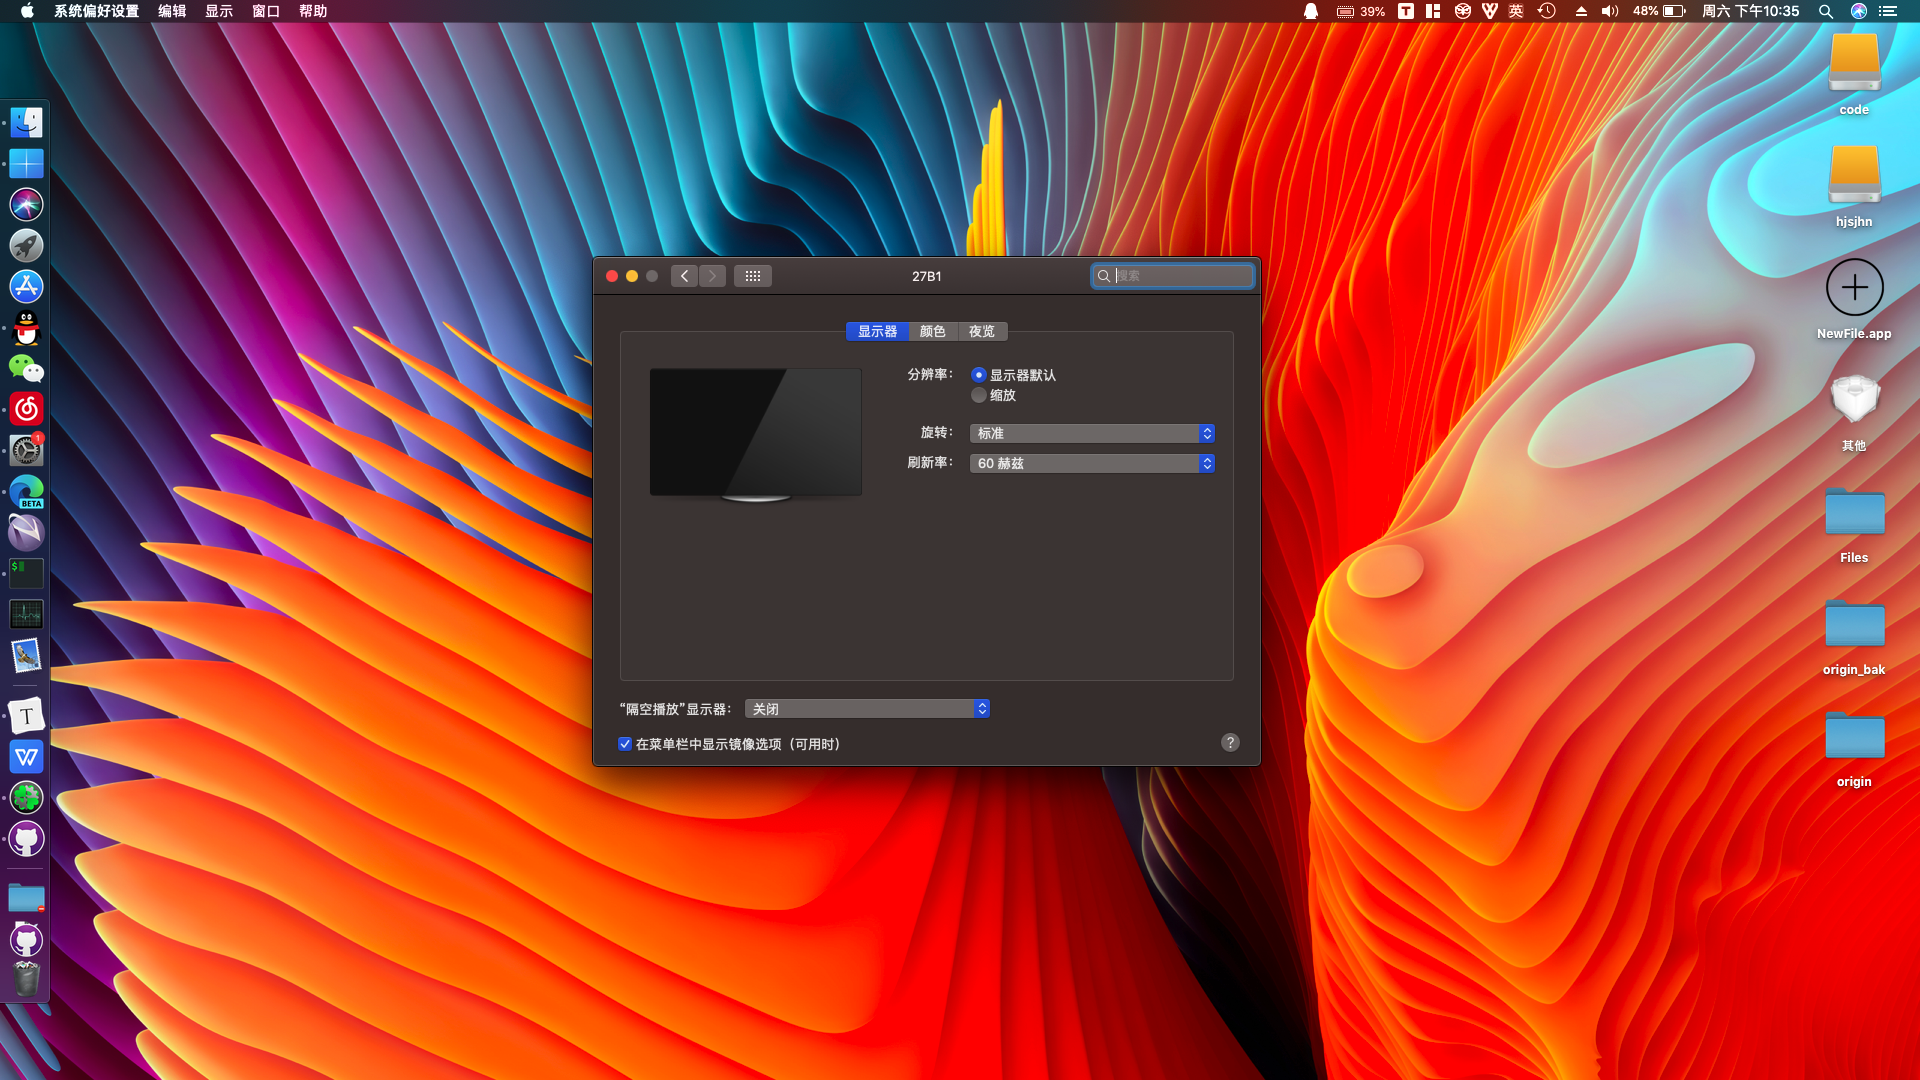 系统偏好设置 编辑 显示 窗口 帮助
39% T 英 48% 周六 下午10:35
code
hjsjhn
NewFile.app
其他
Files
origin_bak
origin
27B1
搜索
显示器 颜色 夜览
分辨率： 显示器默认
缩放
旋转： 标准
刷新率： 60 赫兹
“隔空播放”显示器： 关闭
在菜单栏中显示镜像选项（可用时）
?
1
BETA
$
T
W